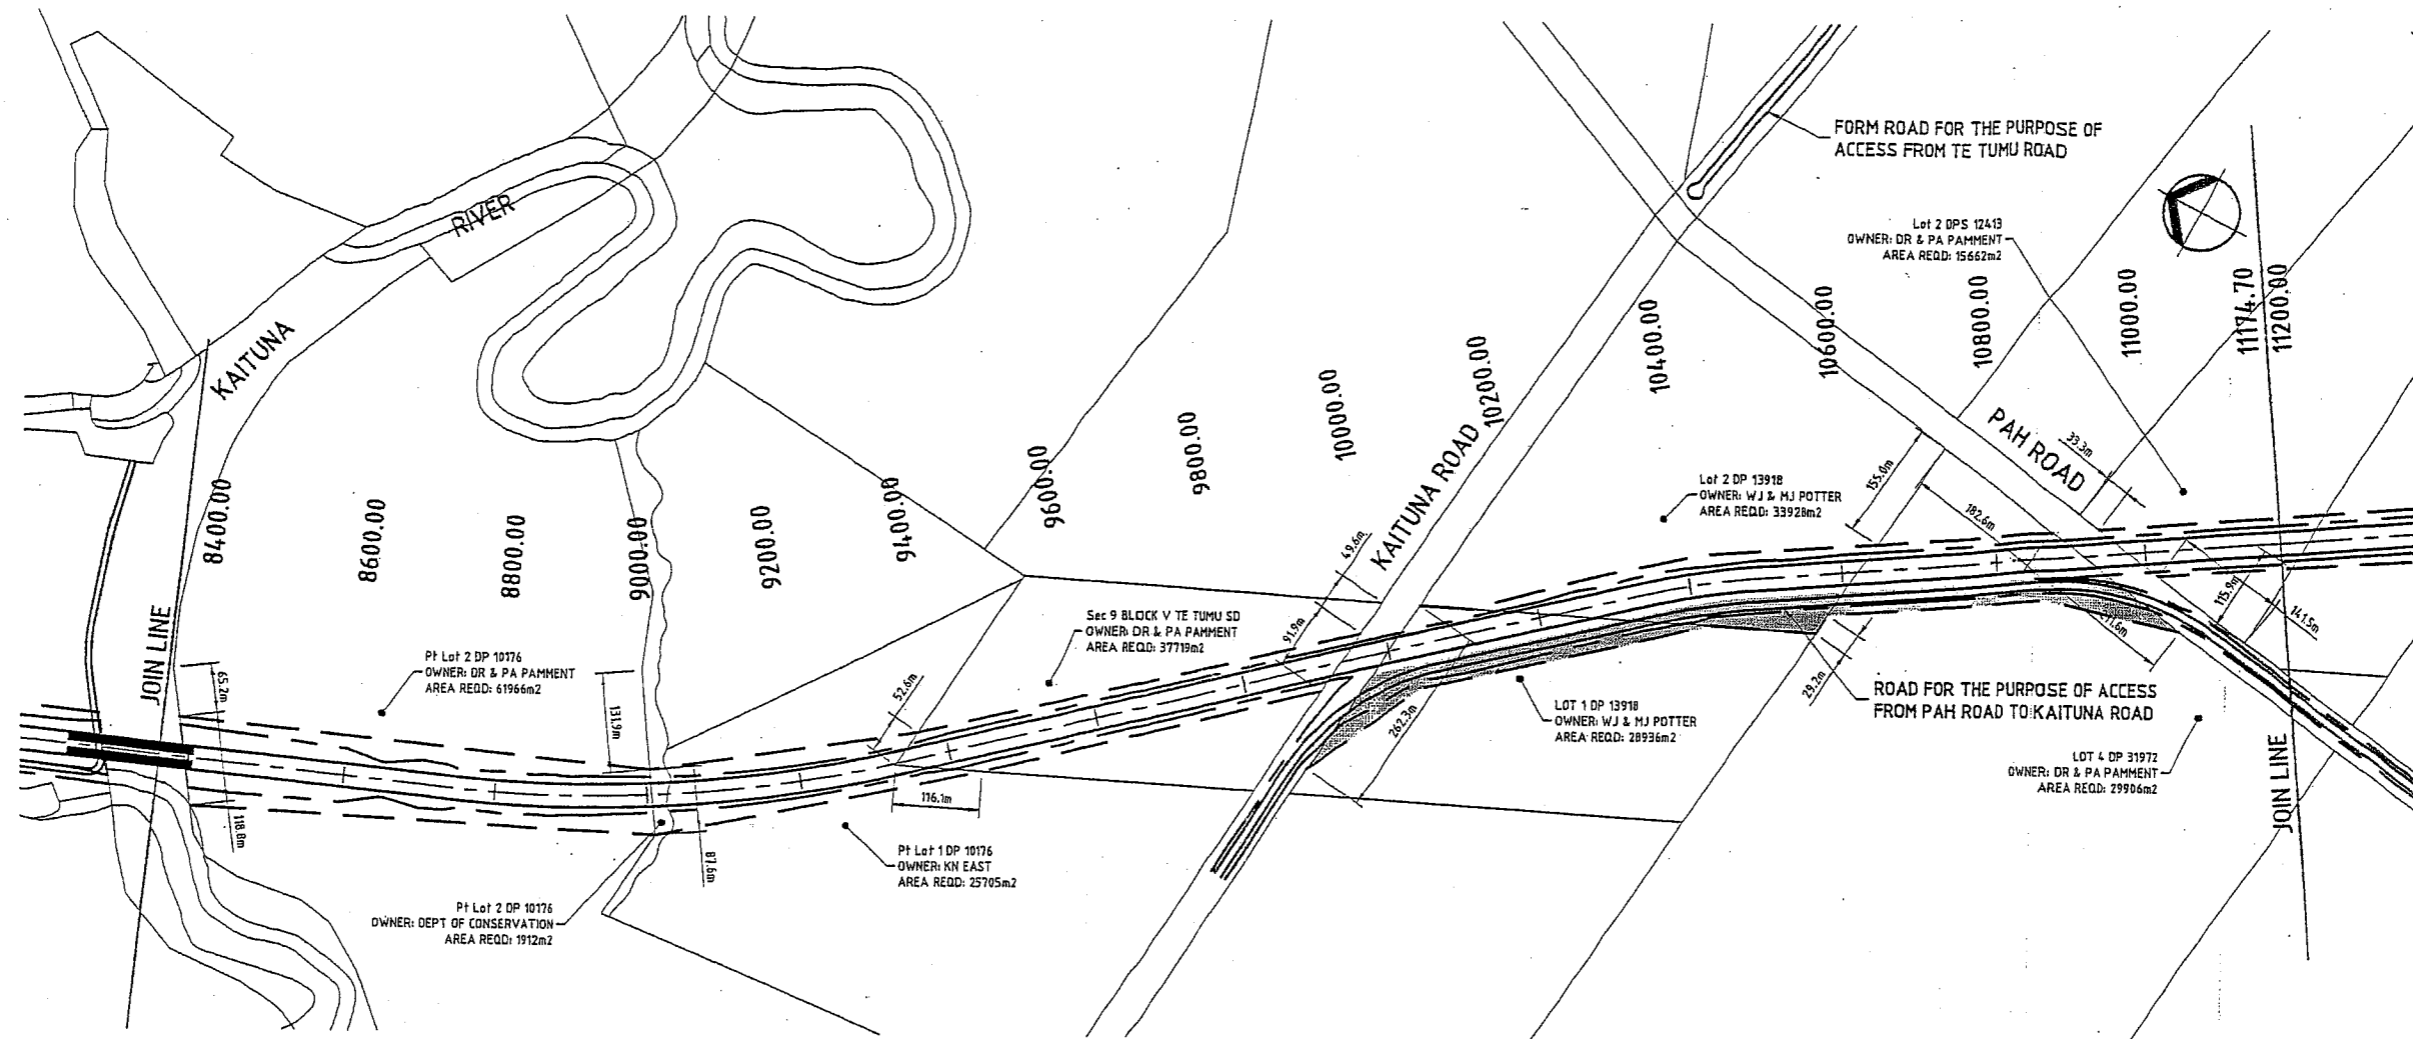 RIVER
KAITUNA
FORM ROAD FOR THE PURPOSE OF
ACCESS FROM TE TUMU ROAD
Lot 2 DPS 12413
OWNER: DR & PA PAMMENT
AREA REQD: 15662m2
8400.00
8600.00
8800.00
9000.00
9200.00
9400.00
9600.00
9800.00
10000.00
10200.00
10400.00
10600.00
10800.00
11000.00
11174.70
11200.00
KAITUNA ROAD
PAH ROAD
33.3m
155.0m
182.6m
Lot 2 DP 13918
OWNER: WJ & MJ POTTER
AREA REQD: 33928m2
49.6m
91.9m
115.9m
141.5m
JOIN LINE
Sec 9 BLOCK V TE TUMU SD
OWNER: DR & PA PAMMENT
AREA REQD: 37719m2
Pt Lot 2 DP 10176
OWNER: DR & PA PAMMENT
AREA REQD: 61966m2
65.2m
131.9m
52.6m
29.2m
ROAD FOR THE PURPOSE OF ACCESS
FROM PAH ROAD TO KAITUNA ROAD
LOT 1 DP 13918
OWNER: WJ & MJ POTTER
AREA REQD: 28936m2
262.3m
LOT 4 DP 31972
OWNER: DR & PA PAMMENT
AREA REQD: 29906m2
JOIN LINE
116.1m
118.8m
87.6m
Pt Lot 1 DP 10176
OWNER: KN EAST
AREA REQD: 25705m2
Pt Lot 2 DP 10176
OWNER: DEPT OF CONSERVATION
AREA REQD: 1912m2